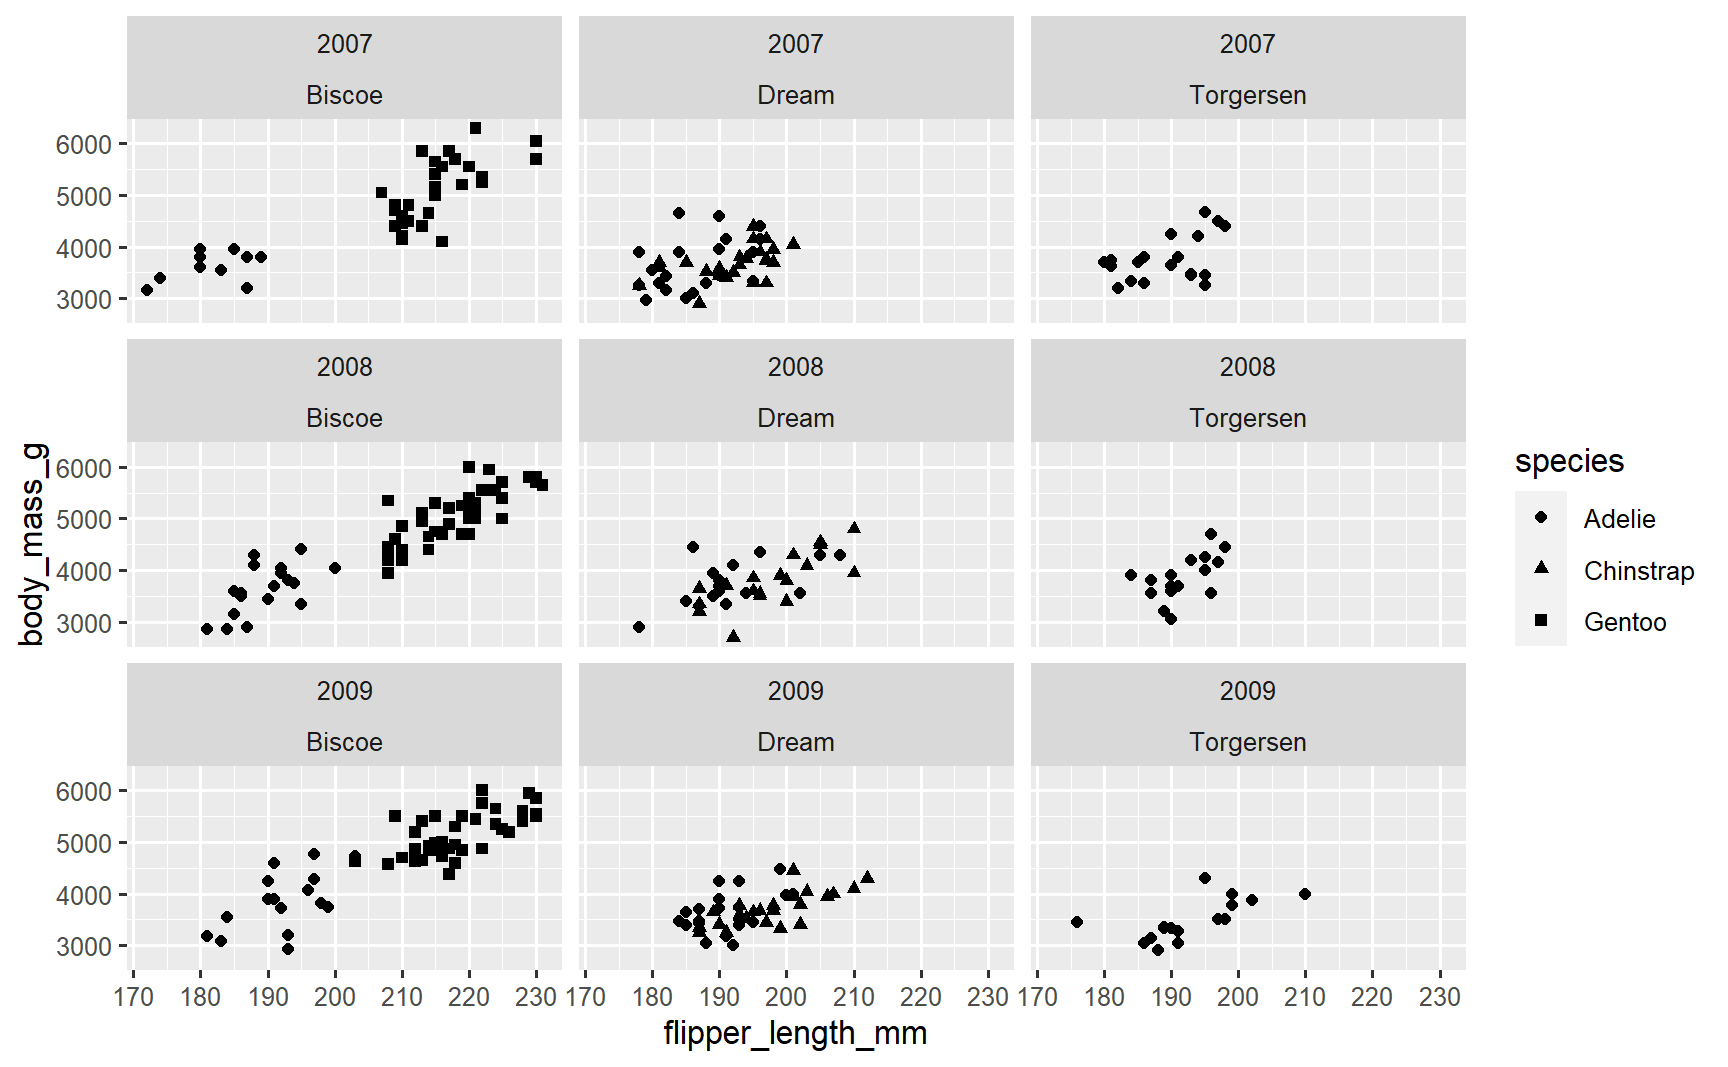 2007
Biscoe
2007
Dream
2007
Torgersen
6000
5000
4000
3000
2008
Biscoe
2008
Dream
2008
Torgersen
6000
5000
4000
3000
2009
Biscoe
2009
Dream
2009
Torgersen
6000
5000
4000
3000
170 180 190 200 210 220 230
170 180 190 200 210 220 230
170 180 190 200 210 220 230
flipper_length_mm
body_mass_g
species
Adelie
Chinstrap
Gentoo